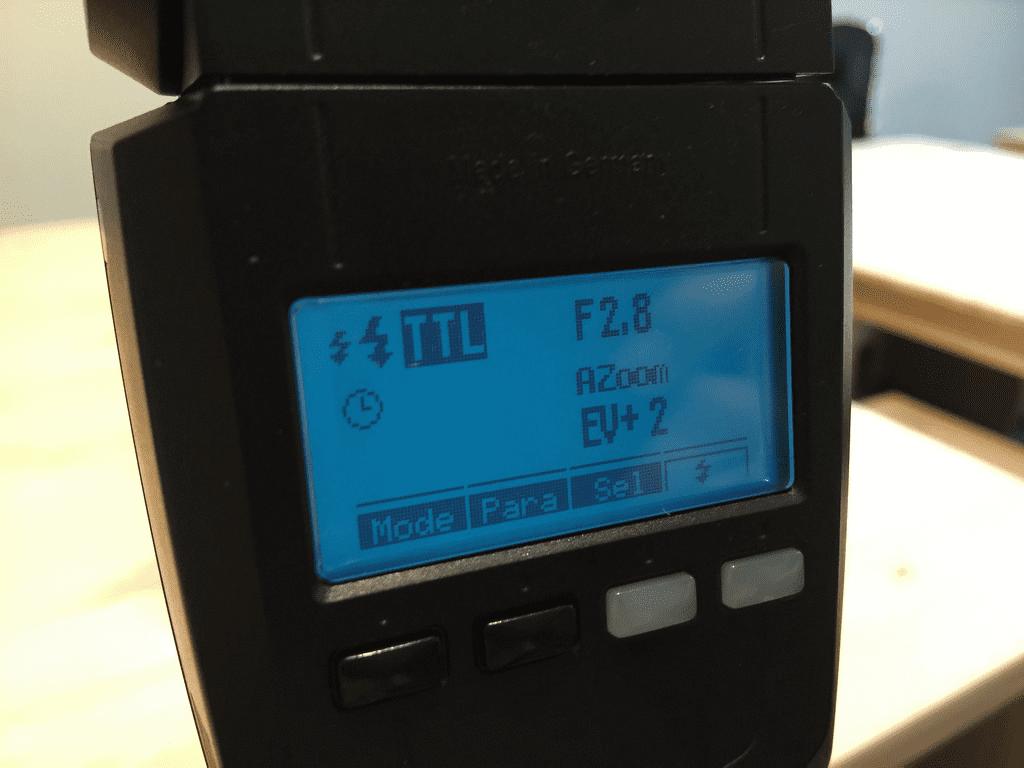 Made in Germany
TTL F2.8
AZoom
EV+2
Mode Para Sel